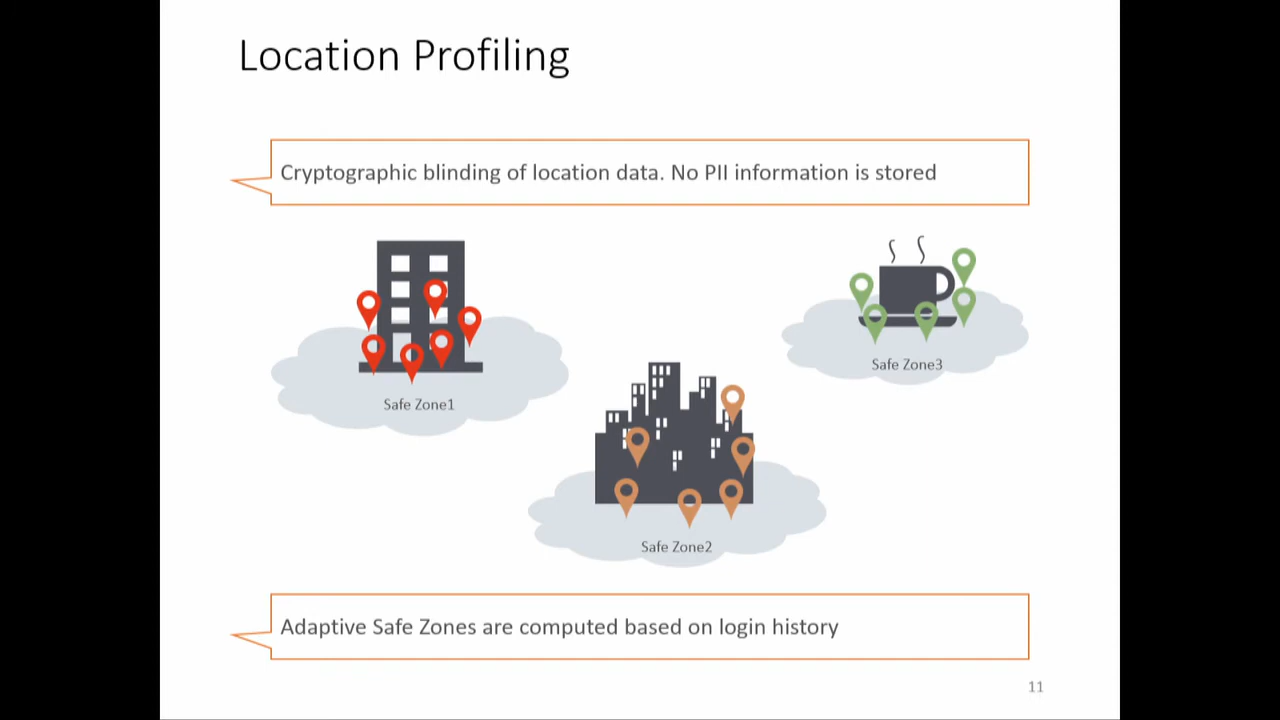 Location Profiling
Cryptographic blinding of location data. No PII information is stored
Safe Zone1
Safe Zone3
Safe Zone2
Adaptive Safe Zones are computed based on login history
11